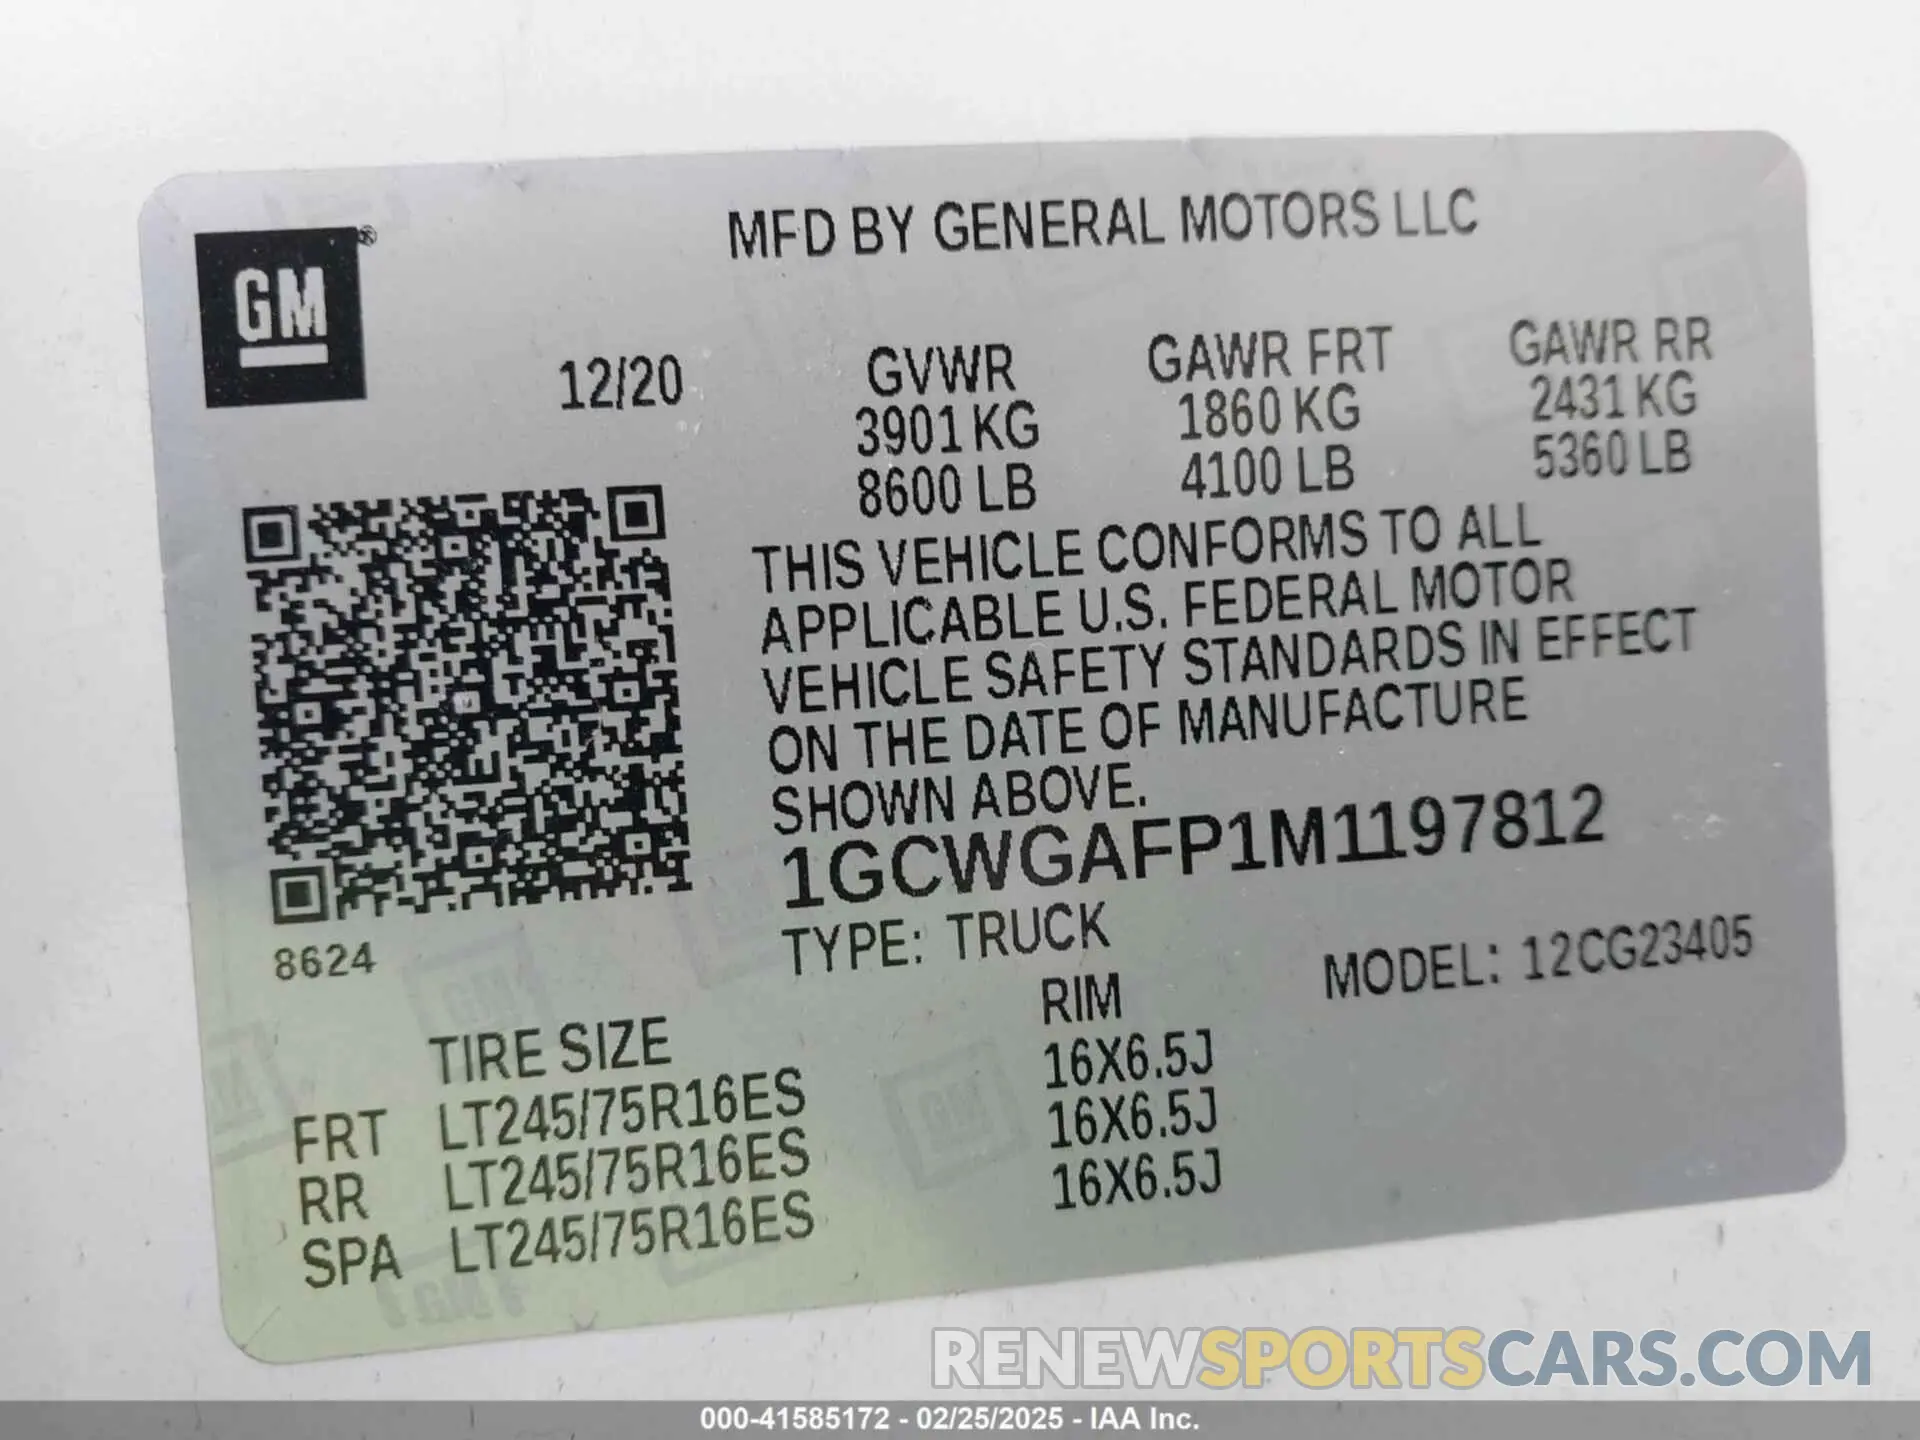 MFD BY GENERAL MOTORS LLC
GM®
12/20
GVWR GAWR FRT GAWR RR
3901 KG 1860 KG 2431 KG
8600 LB 4100 LB 5360 LB
THIS VEHICLE CONFORMS TO ALL
APPLICABLE U.S. FEDERAL MOTOR
VEHICLE SAFETY STANDARDS IN EFFECT
ON THE DATE OF MANUFACTURE
SHOWN ABOVE.
1GCWGAFP1M1197812
8624
TYPE: TRUCK MODEL: 12CG23405
TIRE SIZE RIM
FRT LT245/75R16ES 16X6.5J
RR LT245/75R16ES 16X6.5J
SPA LT245/75R16ES 16X6.5J
RENEWSPORTSCARS.COM
000-41585172 - 02/25/2025 - IAA Inc.